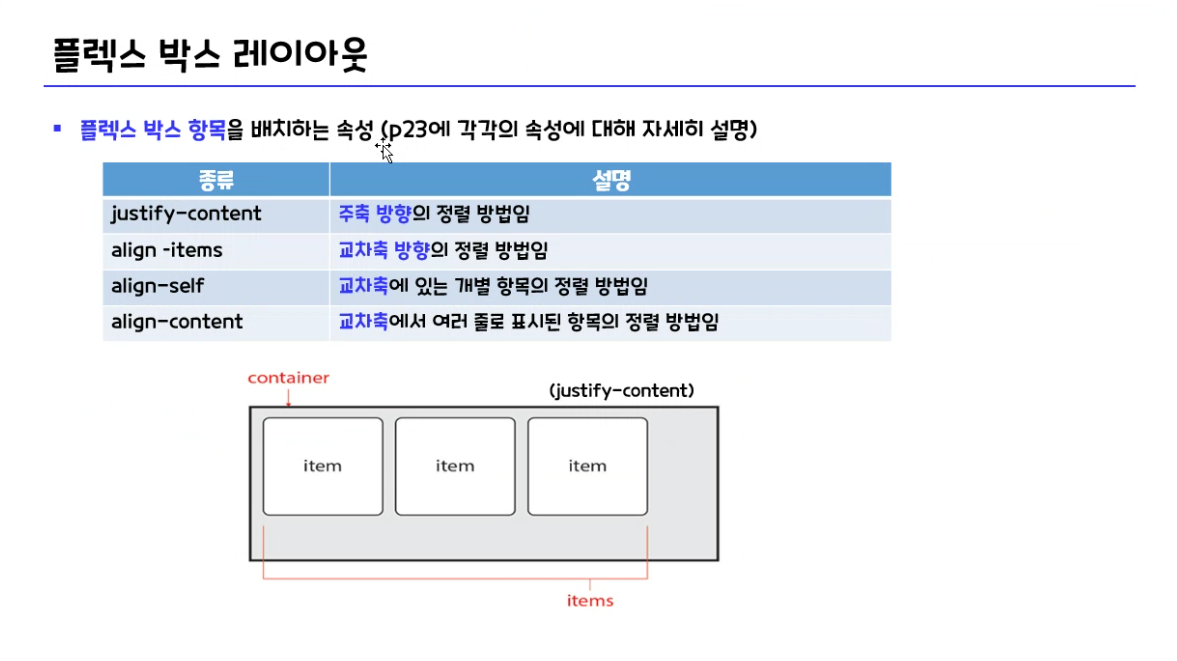 플렉스 박스 레이아웃
▪ 플렉스 박스 항목을 배치하는 속성 (p23에 각각의 속성에 대해 자세히 설명)
종류 설명
justify-content 주축 방향의 정렬 방법임
align -items 교차축 방향의 정렬 방법임
align-self 교차축에 있는 개별 항목의 정렬 방법임
align-content 교차축에서 여러 줄로 표시된 항목의 정렬 방법임
container
(justify-content)
item item item
items